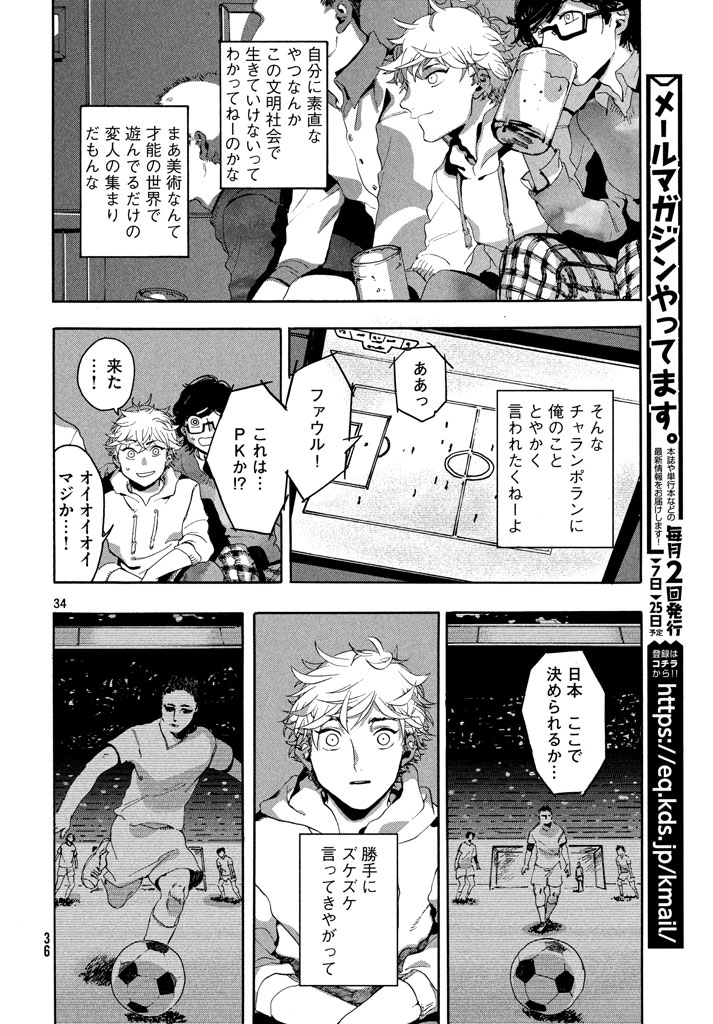 自分に素直な
やつなんか
この文明社会で
生きていけないって
わかってねーのかな
まあ美術なんて
才能の世界で
遊んでるだけの
変人の集まり
だもんな
そんな
チャランポランに
俺のこと
とやかく
言われたくねーよ
ああっ
ファウル!
これは…
PKか!?
来た
…!
オイオイオイ
マジか…!
34
日本 ここで
決められるか…
勝手に
ズケズケ
言ってきやがって
36
メールマガジンやってます。
本誌や単行本などの
最新情報をお届けします!
毎月2回発行
7日
25日
予定
登録は
コチラ
から!!
https://eq.kds.jp/kmail/